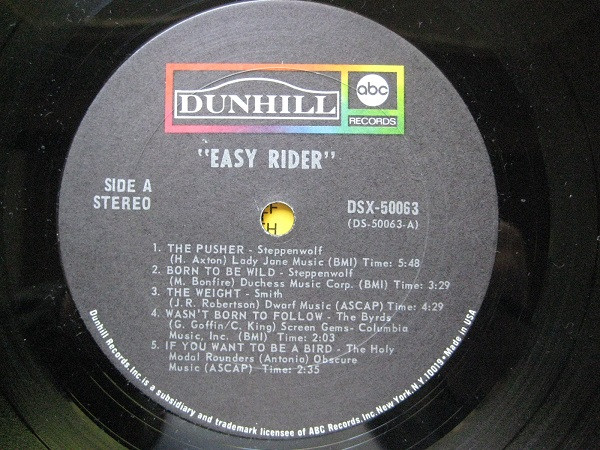 DUNHILL
abc
RECORDS
"EASY RIDER"
SIDE A
STEREO
DSX-50063
(DS-50063-A)
1. THE PUSHER - Steppenwolf
(H. Axton) Lady Jane Music (BMI) Time: 5:48
2. BORN TO BE WILD - Steppenwolf
(M. Bonfire) Duchess Music Corp. (BMI) Time: 3:29
3. THE WEIGHT - Smith
(J.R. Robertson) Dwarf Music (ASCAP) Time: 4:29
4. WASN'T BORN TO FOLLOW - The Byrds
(G. Goffin/C. King) Screen Gems-Columbia
Music, Inc. (BMI) Time: 2:03
5. IF YOU WANT TO BE A BIRD - The Holy
Modal Rounders (Antonia) Obscure
Music (ASCAP) Time: 2:35
Dunhill Records, Inc. is a subsidiary and trademark licensee of ABC Records, Inc. New York, N.Y. 10019 • Made in USA